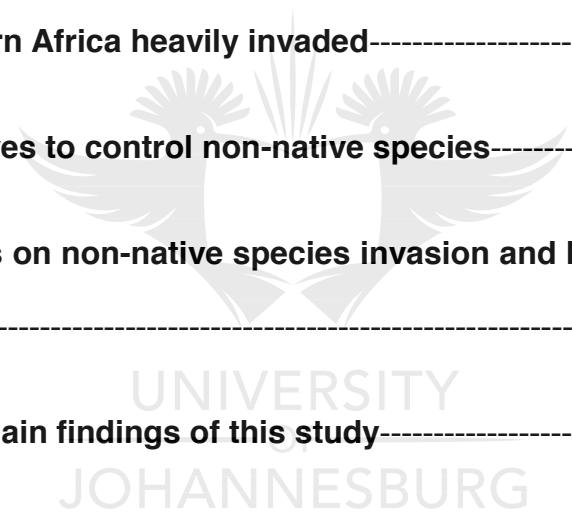 rn Africa heavily invaded--------------------
es to control non-native species--------
s on non-native species invasion and
-------------------------------------------------------
UNIVERSITY
ain findings of this study-------------------
OF
JOHANNESBURG